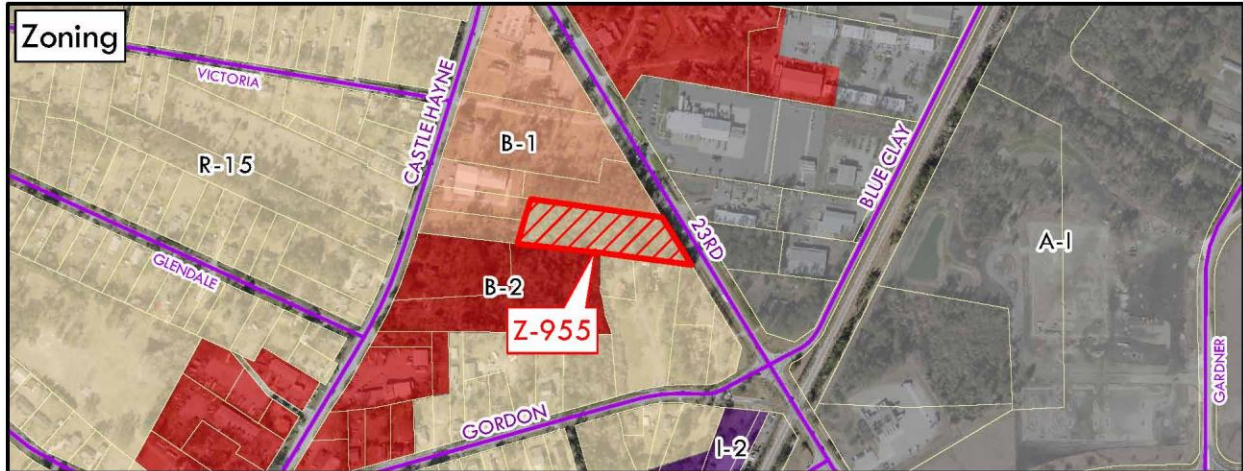 Zoning
VICTORIA
CASTLE HAYNE
B-1
BLUE CLAY
R-15
23RD
A-I
GLENDALE
B-2
Z-955
GARDNER
GORDON
I-2